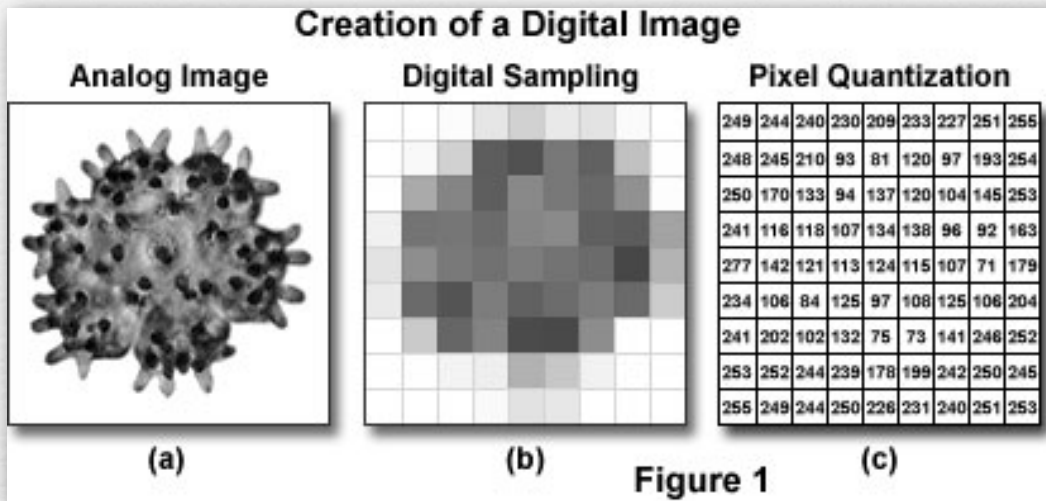 Creation of a Digital Image
Analog Image
Digital Sampling
Pixel Quantization
249 244 240 230 209 233 227 251 255
248 245 210 93 81 120 97 193 254
250 170 133 94 137 120 104 145 253
241 116 118 107 134 138 96 92 163
277 142 121 113 124 115 107 71 179
234 106 84 125 97 108 125 106 204
241 202 102 132 75 73 141 246 252
253 252 244 239 178 199 242 250 245
255 249 244 250 226 231 240 251 253
(a)
(b)
(c)
Figure 1